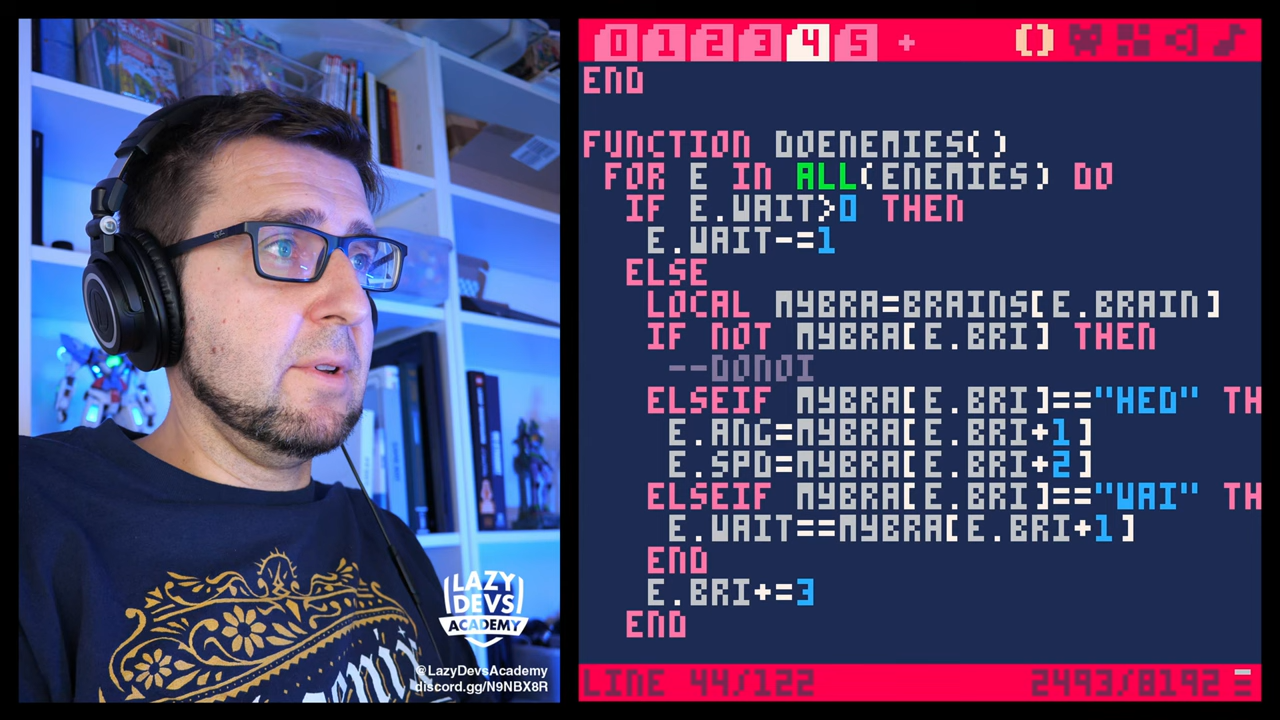 0 1 2 3 4 5 +
END
FUNCTION DOENEMIES()
FOR E IN ALL(ENEMIES) DO
IF E.WAIT>0 THEN
E.WAIT-=1
ELSE
LOCAL MYBRA=BRAINS[E.BRAIN]
IF NOT MYBRA[E.BRI] THEN
--DONOI
ELSEIF MYBRA[E.BRI]=="HED" TH
E.ANG=MYBRA[E.BRI+1]
E.SPD=MYBRA[E.BRI+2]
ELSEIF MYBRA[E.BRI]=="WAI" TH
E.WAIT==MYBRA[E.BRI+1]
END
E.BRI+=3
END
LINE 44/122
2493/8192
LAZY
DEVS
ACADEMY
@LazyDevsAcademy
discord.gg/N9NBX8R